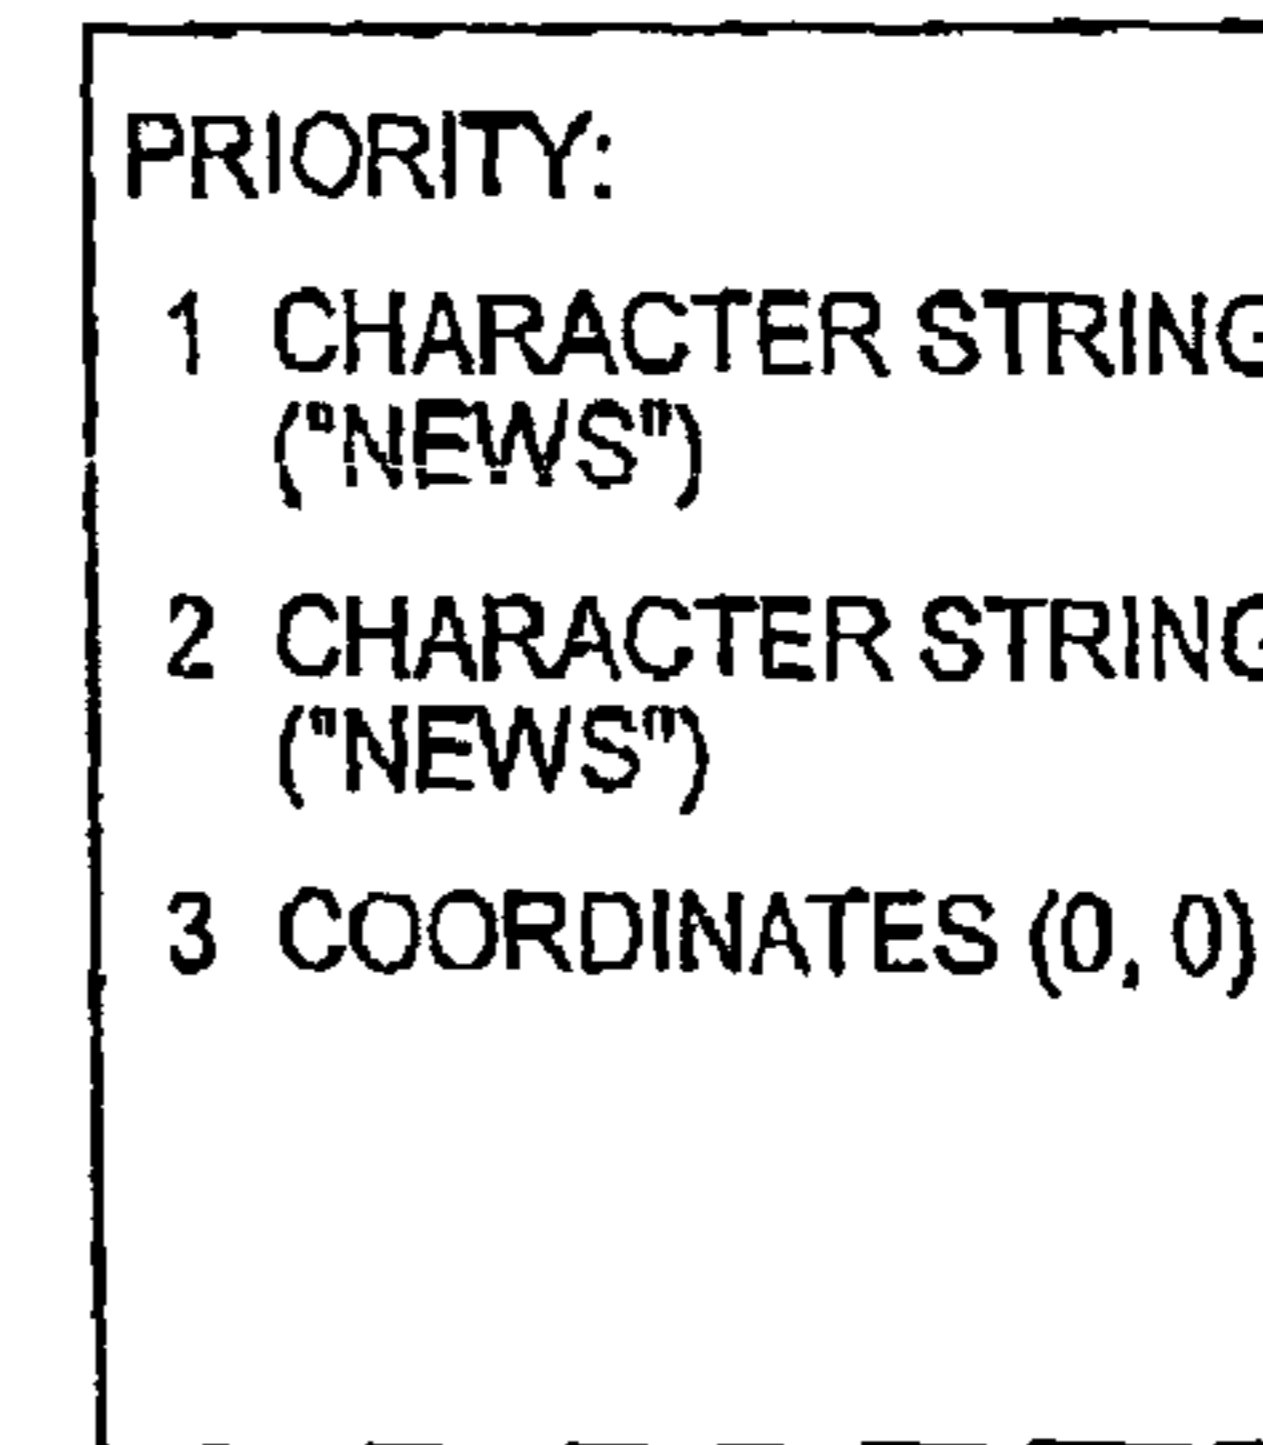 PRIORITY:
1 CHARACTER STRING
("NEWS")
2 CHARACTER STRING
("NEWS")
3 COORDINATES (0, 0)